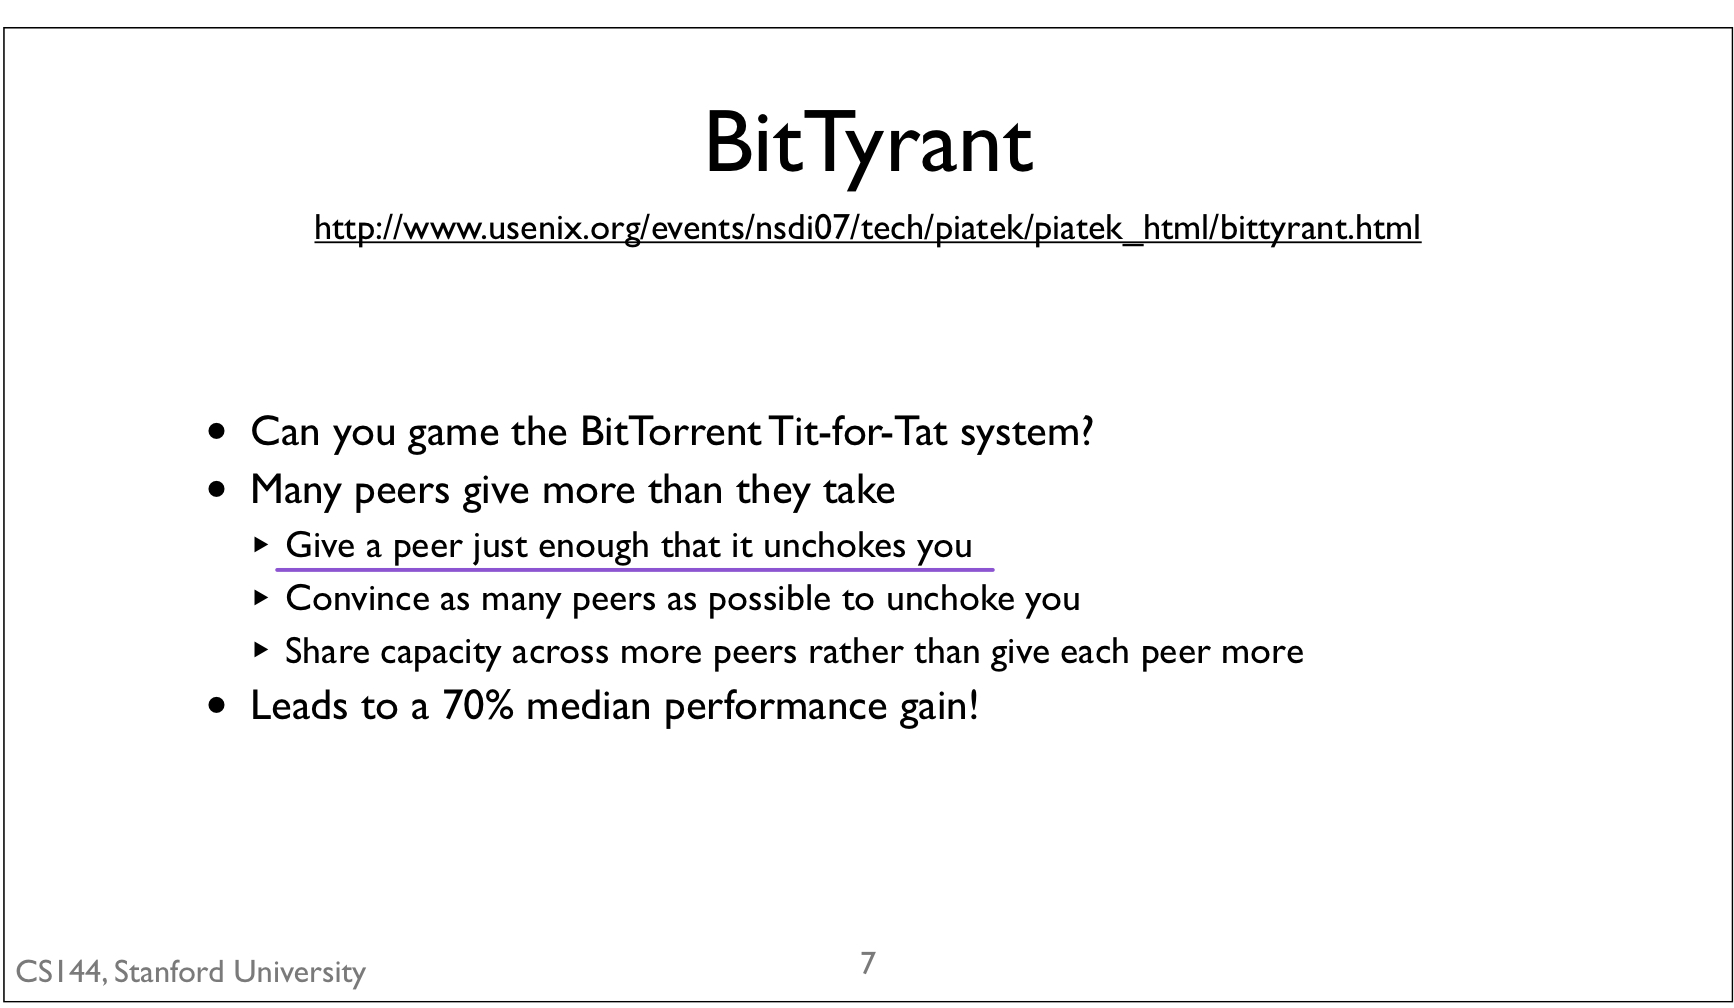 BitTyrant
http://www.usenix.org/events/nsdi07/tech/piatek/piatek_html/bittyrant.html
• Can you game the BitTorrent Tit-for-Tat system?
• Many peers give more than they take
‣ Give a peer just enough that it unchokes you
‣ Convince as many peers as possible to unchoke you
‣ Share capacity across more peers rather than give each peer more
• Leads to a 70% median performance gain!
CS144, Stanford University
7